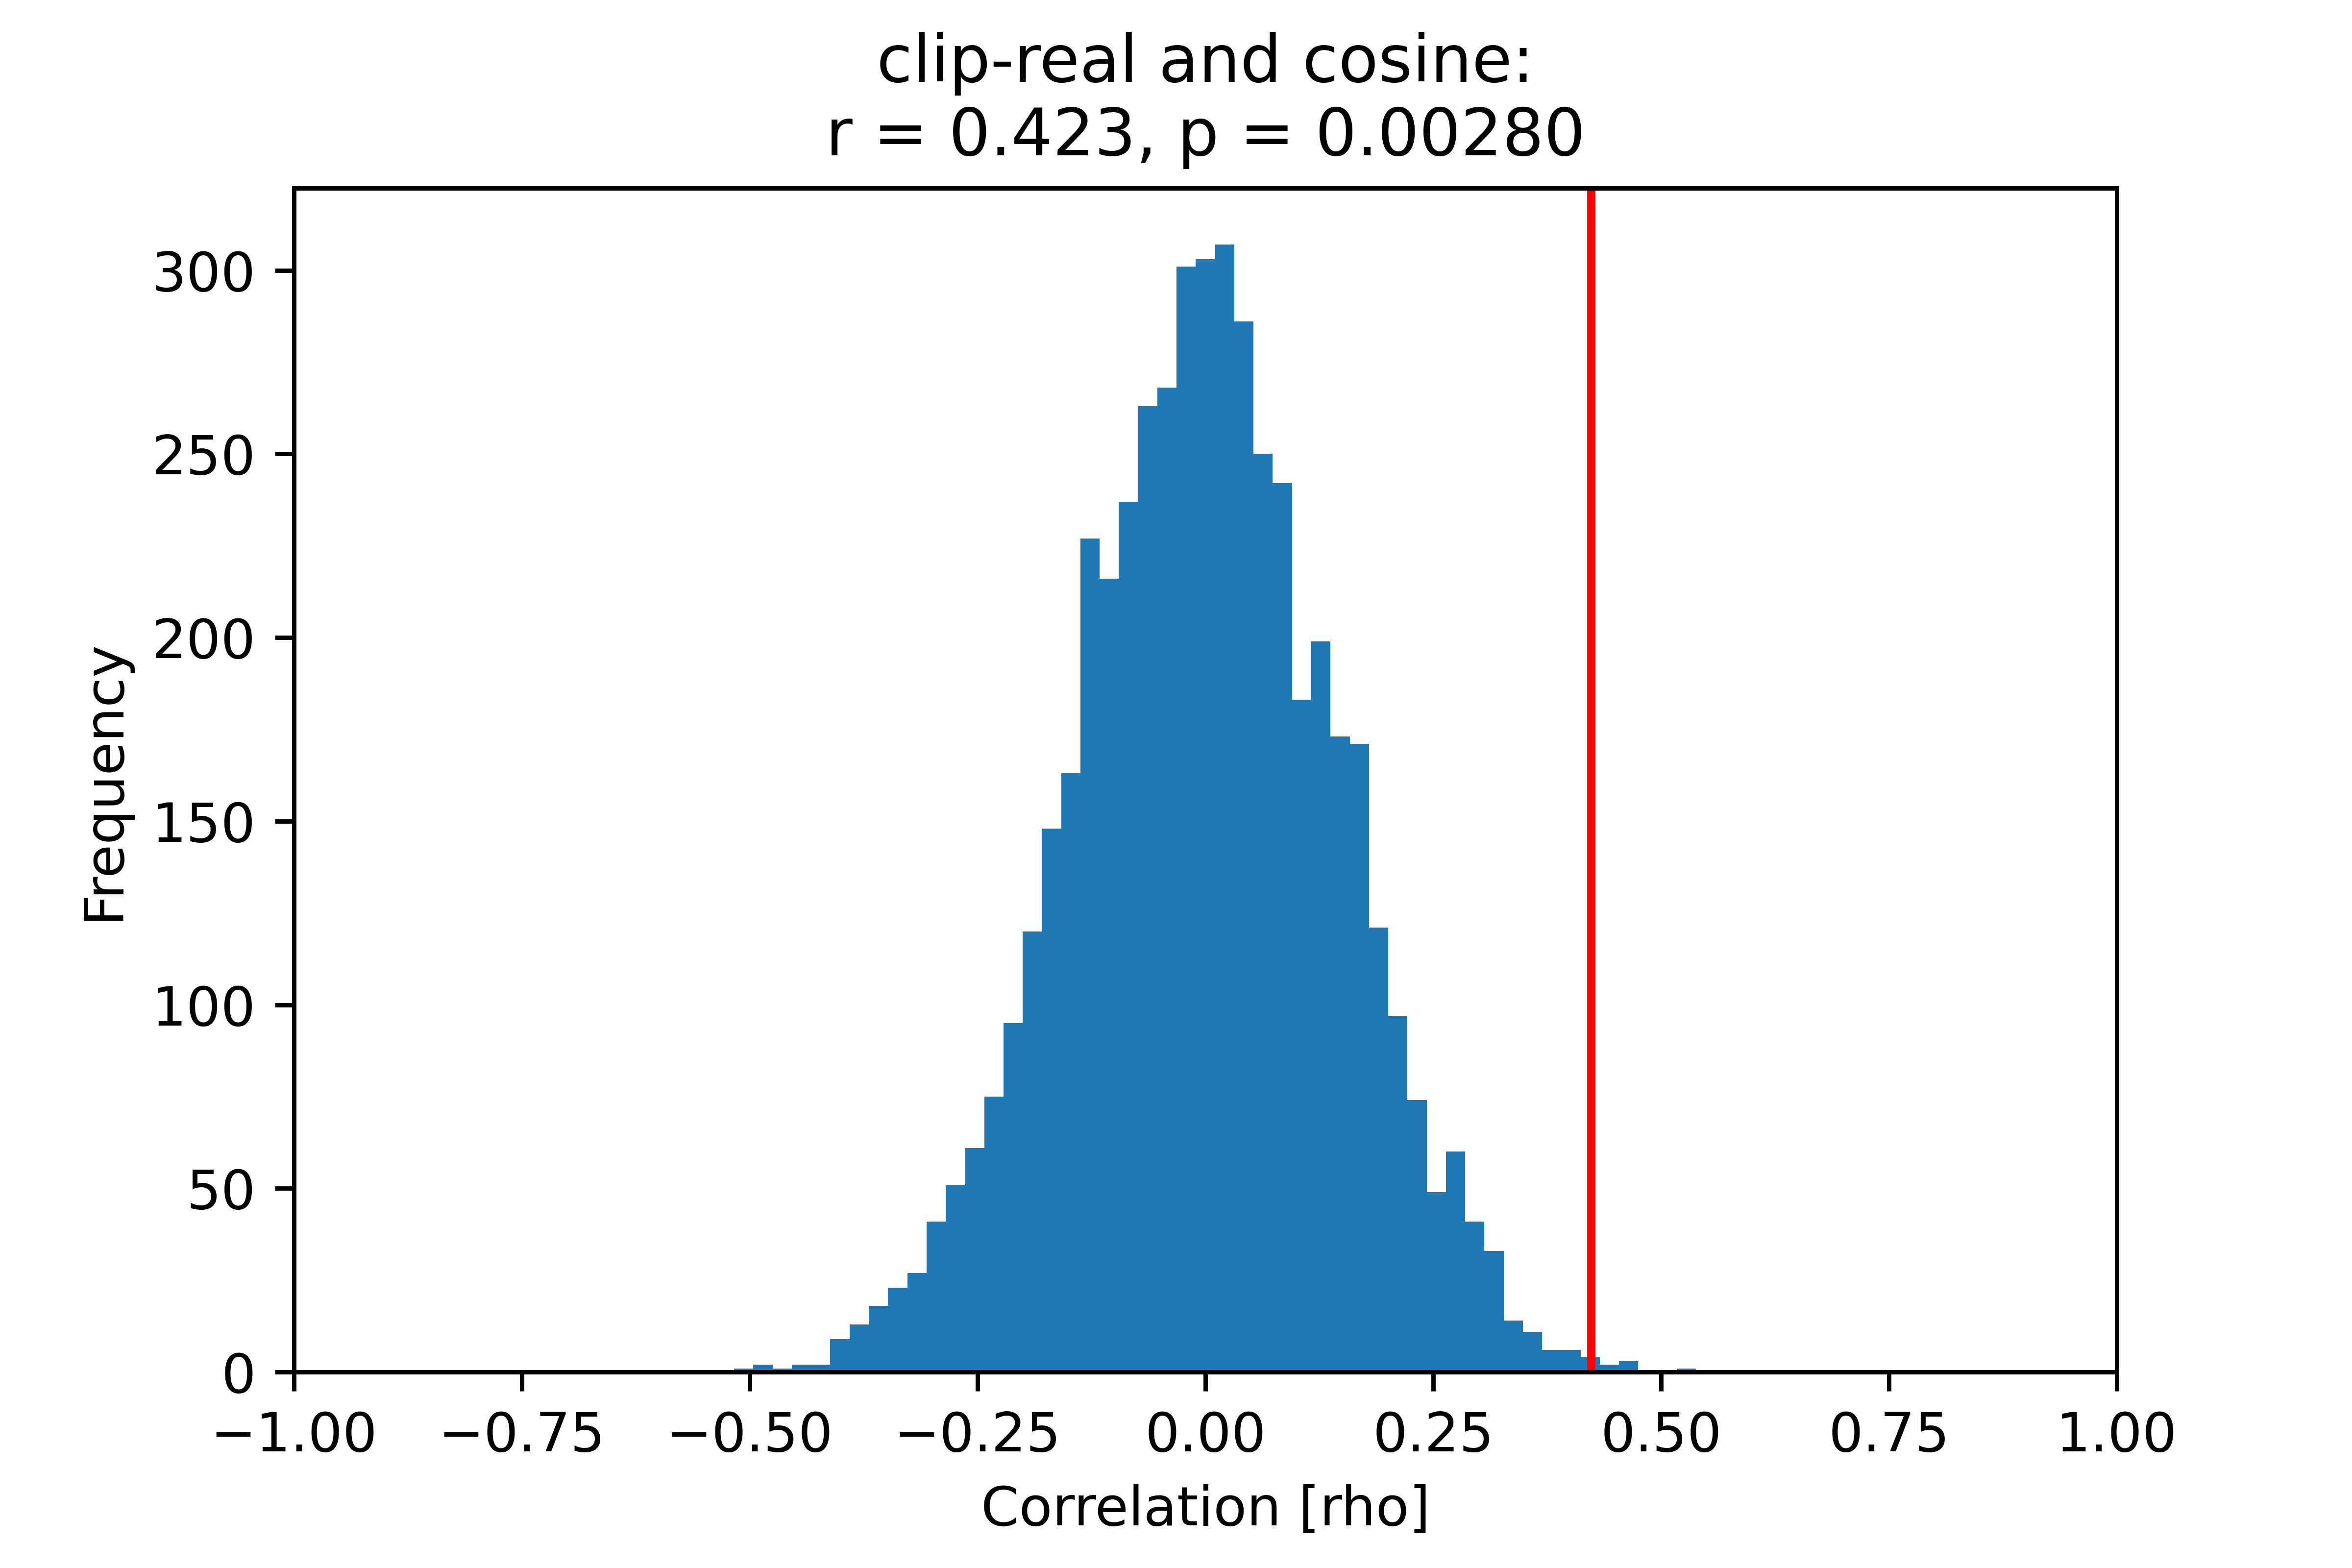 clip-real and cosine:
r = 0.423, p = 0.00280
300
250
200
150
100
50
0
Frequency
−1.00 −0.75 −0.50 −0.25 0.00 0.25 0.50 0.75 1.00
Correlation [rho]